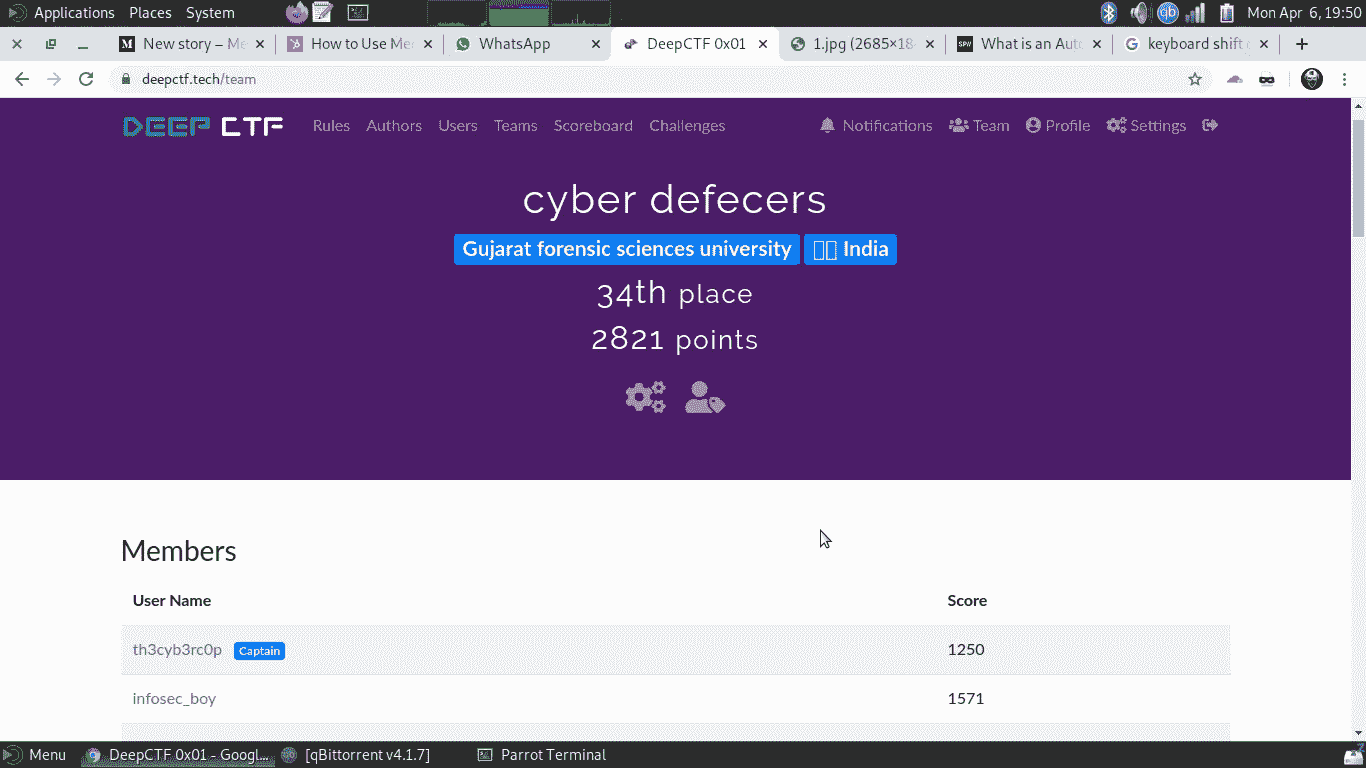 Applications Places System Mon Apr 6, 19:50
New story – Me How to Use Me WhatsApp DeepCTF 0x01 1.jpg (2685×18 What is an Aut keyboard shift
deepctf.tech/team
DEEP CTF Rules Authors Users Teams Scoreboard Challenges Notifications Team Profile Settings
cyber defecers
Gujarat forensic sciences university India
34th place
2821 points
Members
User Name Score
th3cyb3rc0p Captain 1250
infosec_boy 1571
Menu DeepCTF 0x01 - Googl... [qBittorrent v4.1.7] Parrot Terminal